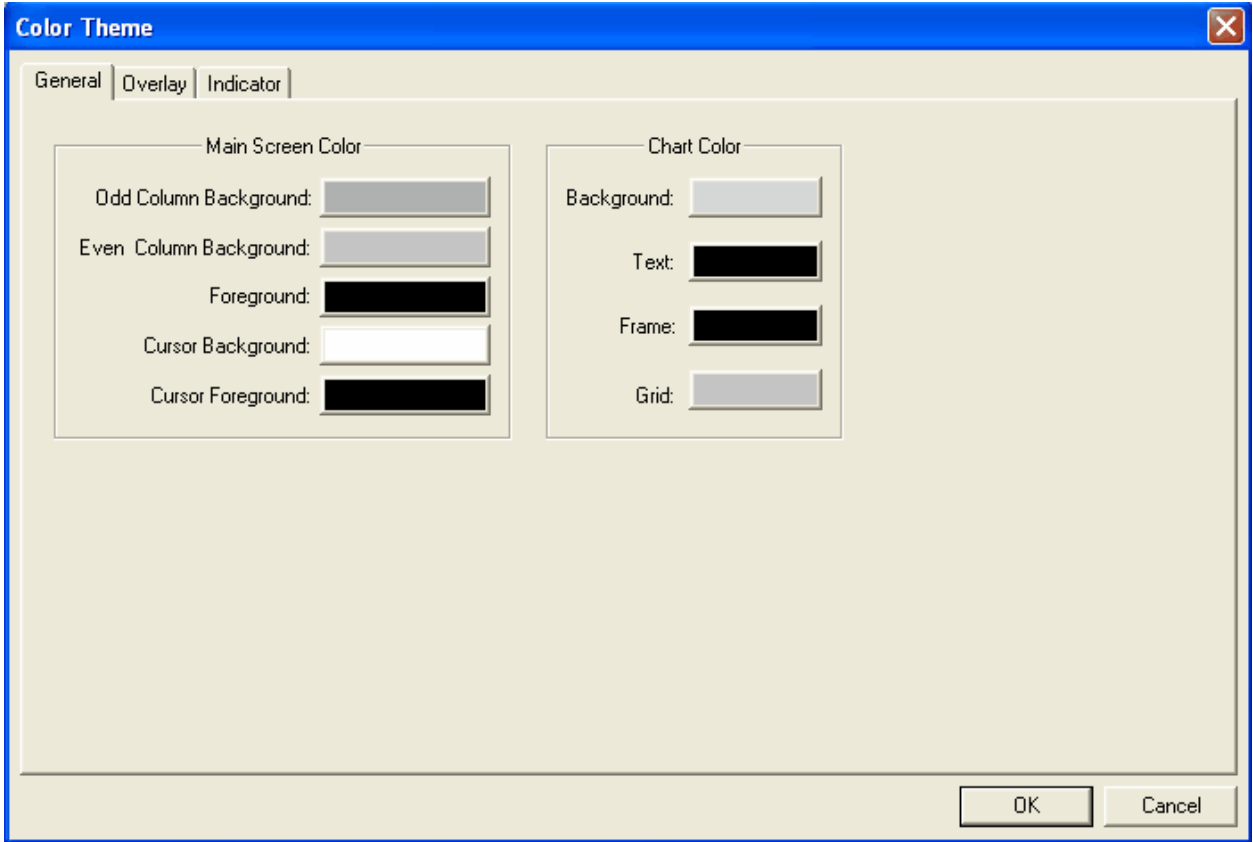 Color Theme
General Overlay Indicator
Main Screen Color
Odd Column Background:
Even  Column Background:
Foreground:
Cursor Background:
Cursor Foreground:
Chart Color
Background:
Text:
Frame:
Grid:
OK Cancel